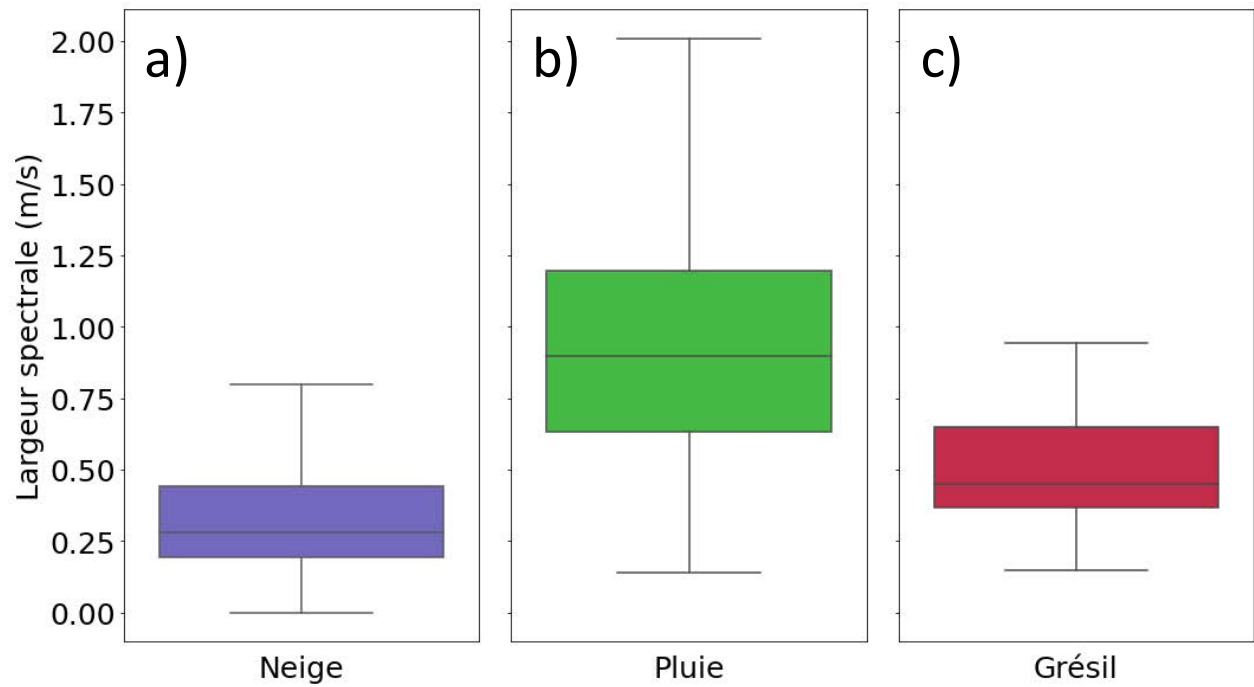 a)
b)
c)
Largeur spectrale (m/s)
2.00
1.75
1.50
1.25
1.00
0.75
0.50
0.25
0.00
Neige
Pluie
Grésil